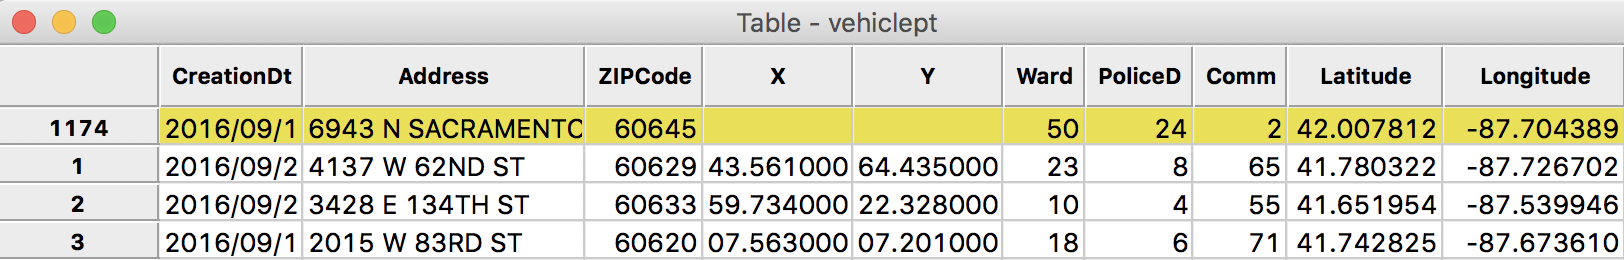 Table - vehiclept
CreationDt Address ZIPCode X Y Ward PoliceD Comm Latitude Longitude
1174 2016/09/1 6943 N SACRAMENTO 60645 50 24 2 42.007812 -87.704389
1 2016/09/2 4137 W 62ND ST 60629 43.561000 64.435000 23 8 65 41.780322 -87.726702
2 2016/09/2 3428 E 134TH ST 60633 59.734000 22.328000 10 4 55 41.651954 -87.539946
3 2016/09/1 2015 W 83RD ST 60620 07.563000 07.201000 18 6 71 41.742825 -87.673610